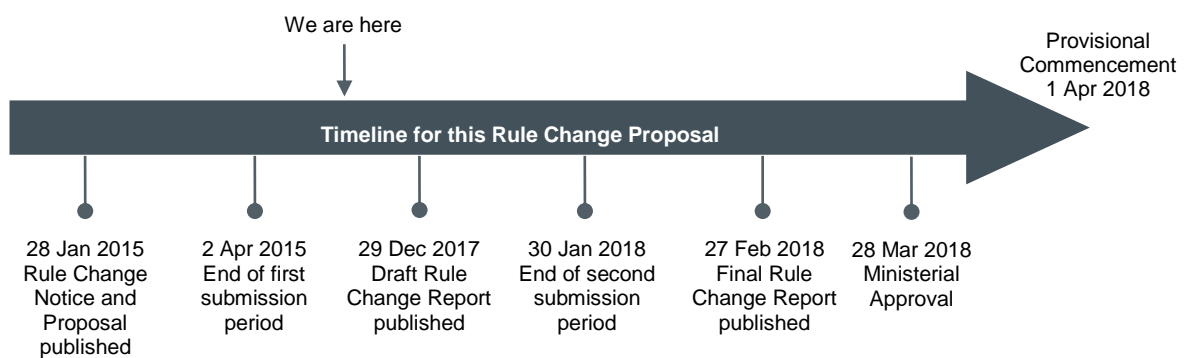 We are here
Provisional
Commencement
1 Apr 2018
Timeline for this Rule Change Proposal
28 Jan 2015
Rule Change
Notice and
Proposal
published
2 Apr 2015
End of first
submission
period
29 Dec 2017
Draft Rule
Change Report
published
30 Jan 2018
End of second
submission
period
27 Feb 2018
Final Rule
Change Report
published
28 Mar 2018
Ministerial
Approval